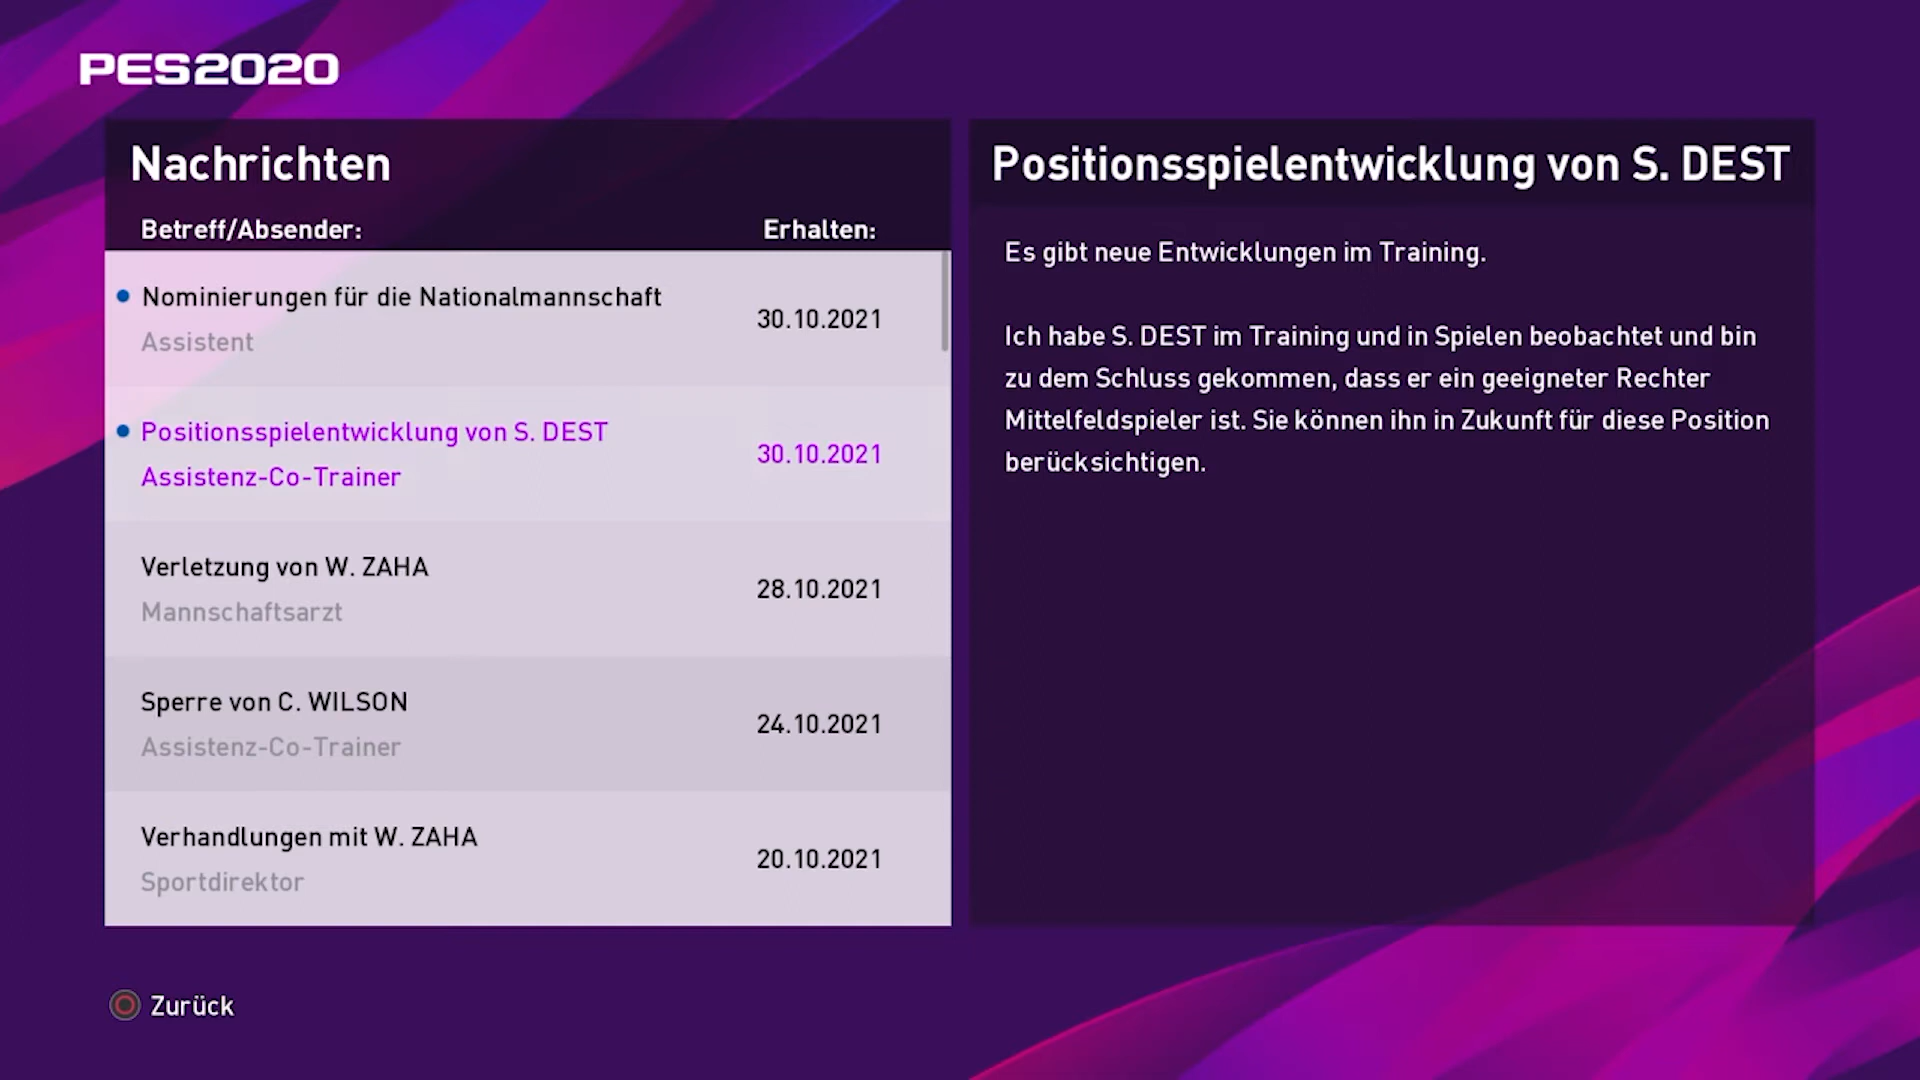 PES2020
Nachrichten
Betreff/Absender: Erhalten:
Nominierungen für die Nationalmannschaft
Assistent
30.10.2021
Positionsspielentwicklung von S. DEST
Assistenz-Co-Trainer
30.10.2021
Verletzung von W. ZAHA
Mannschaftsarzt
28.10.2021
Sperre von C. WILSON
Assistenz-Co-Trainer
24.10.2021
Verhandlungen mit W. ZAHA
Sportdirektor
20.10.2021
Positionsspielentwicklung von S. DEST
Es gibt neue Entwicklungen im Training.
Ich habe S. DEST im Training und in Spielen beobachtet und bin
zu dem Schluss gekommen, dass er ein geeigneter Rechter
Mittelfeldspieler ist. Sie können ihn in Zukunft für diese Position
berücksichtigen.
Zurück